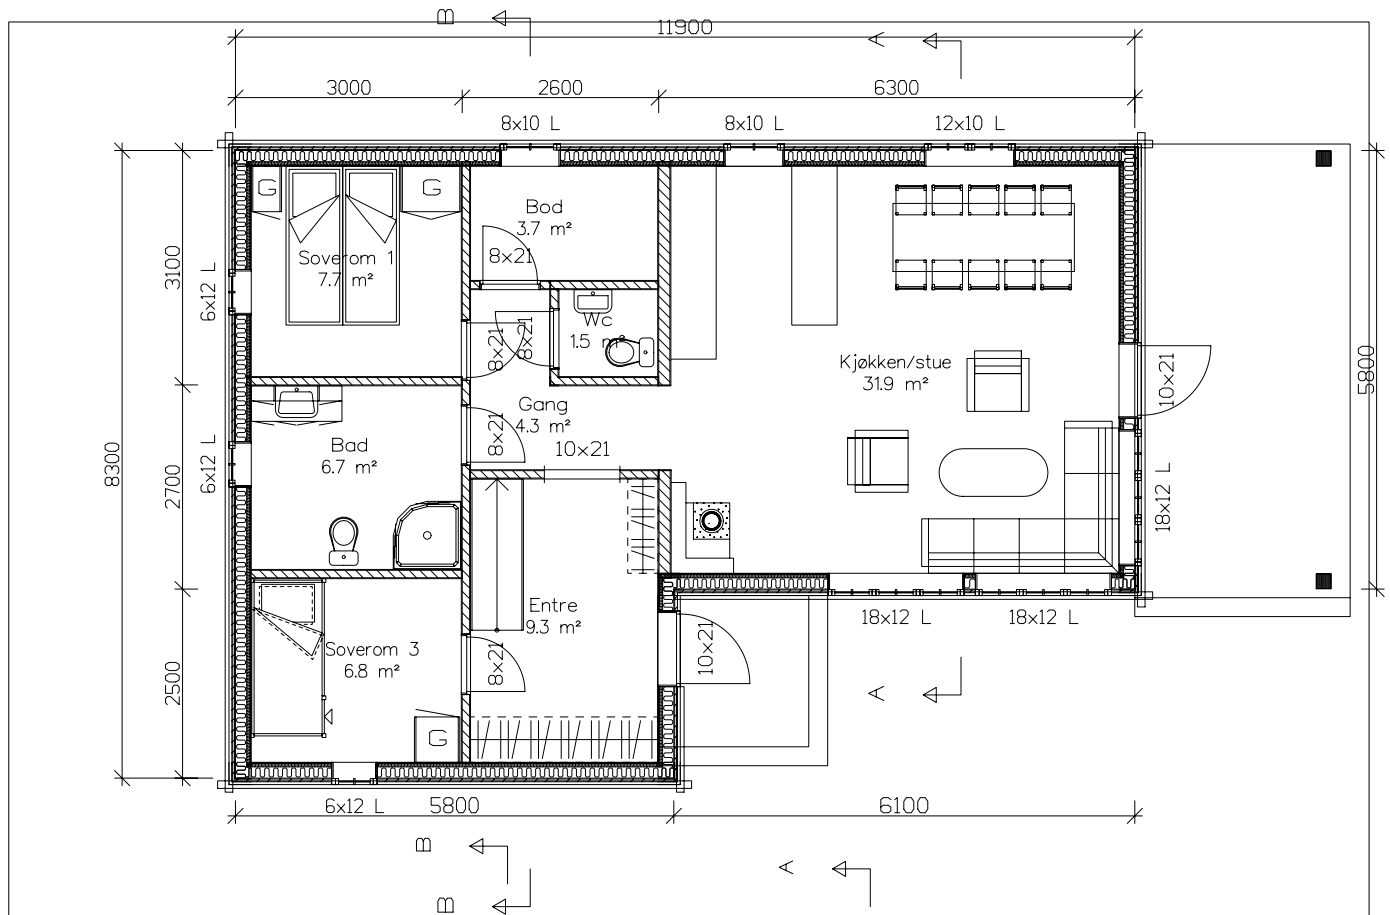 B
11900
A
3000
2600
6300
8x10 L
8x10 L
12x10 L
G
G
Bod
3.7 m²
8x21
Soverom 1
7.7 m²
3100
6x12 L
Wc
1.5 m²
8x21
8x21
Kjøkken/stue
31.9 m²
10x21
5800
Gang
4.3 m²
8x21
10x21
Bad
6.7 m²
6x12 L
8300
2700
18x12 L
Entre
9.3 m²
18x12 L
18x12 L
Soverom 3
6.8 m²
8x21
10x21
2500
A
G
6x12 L
5800
6100
B
A
B